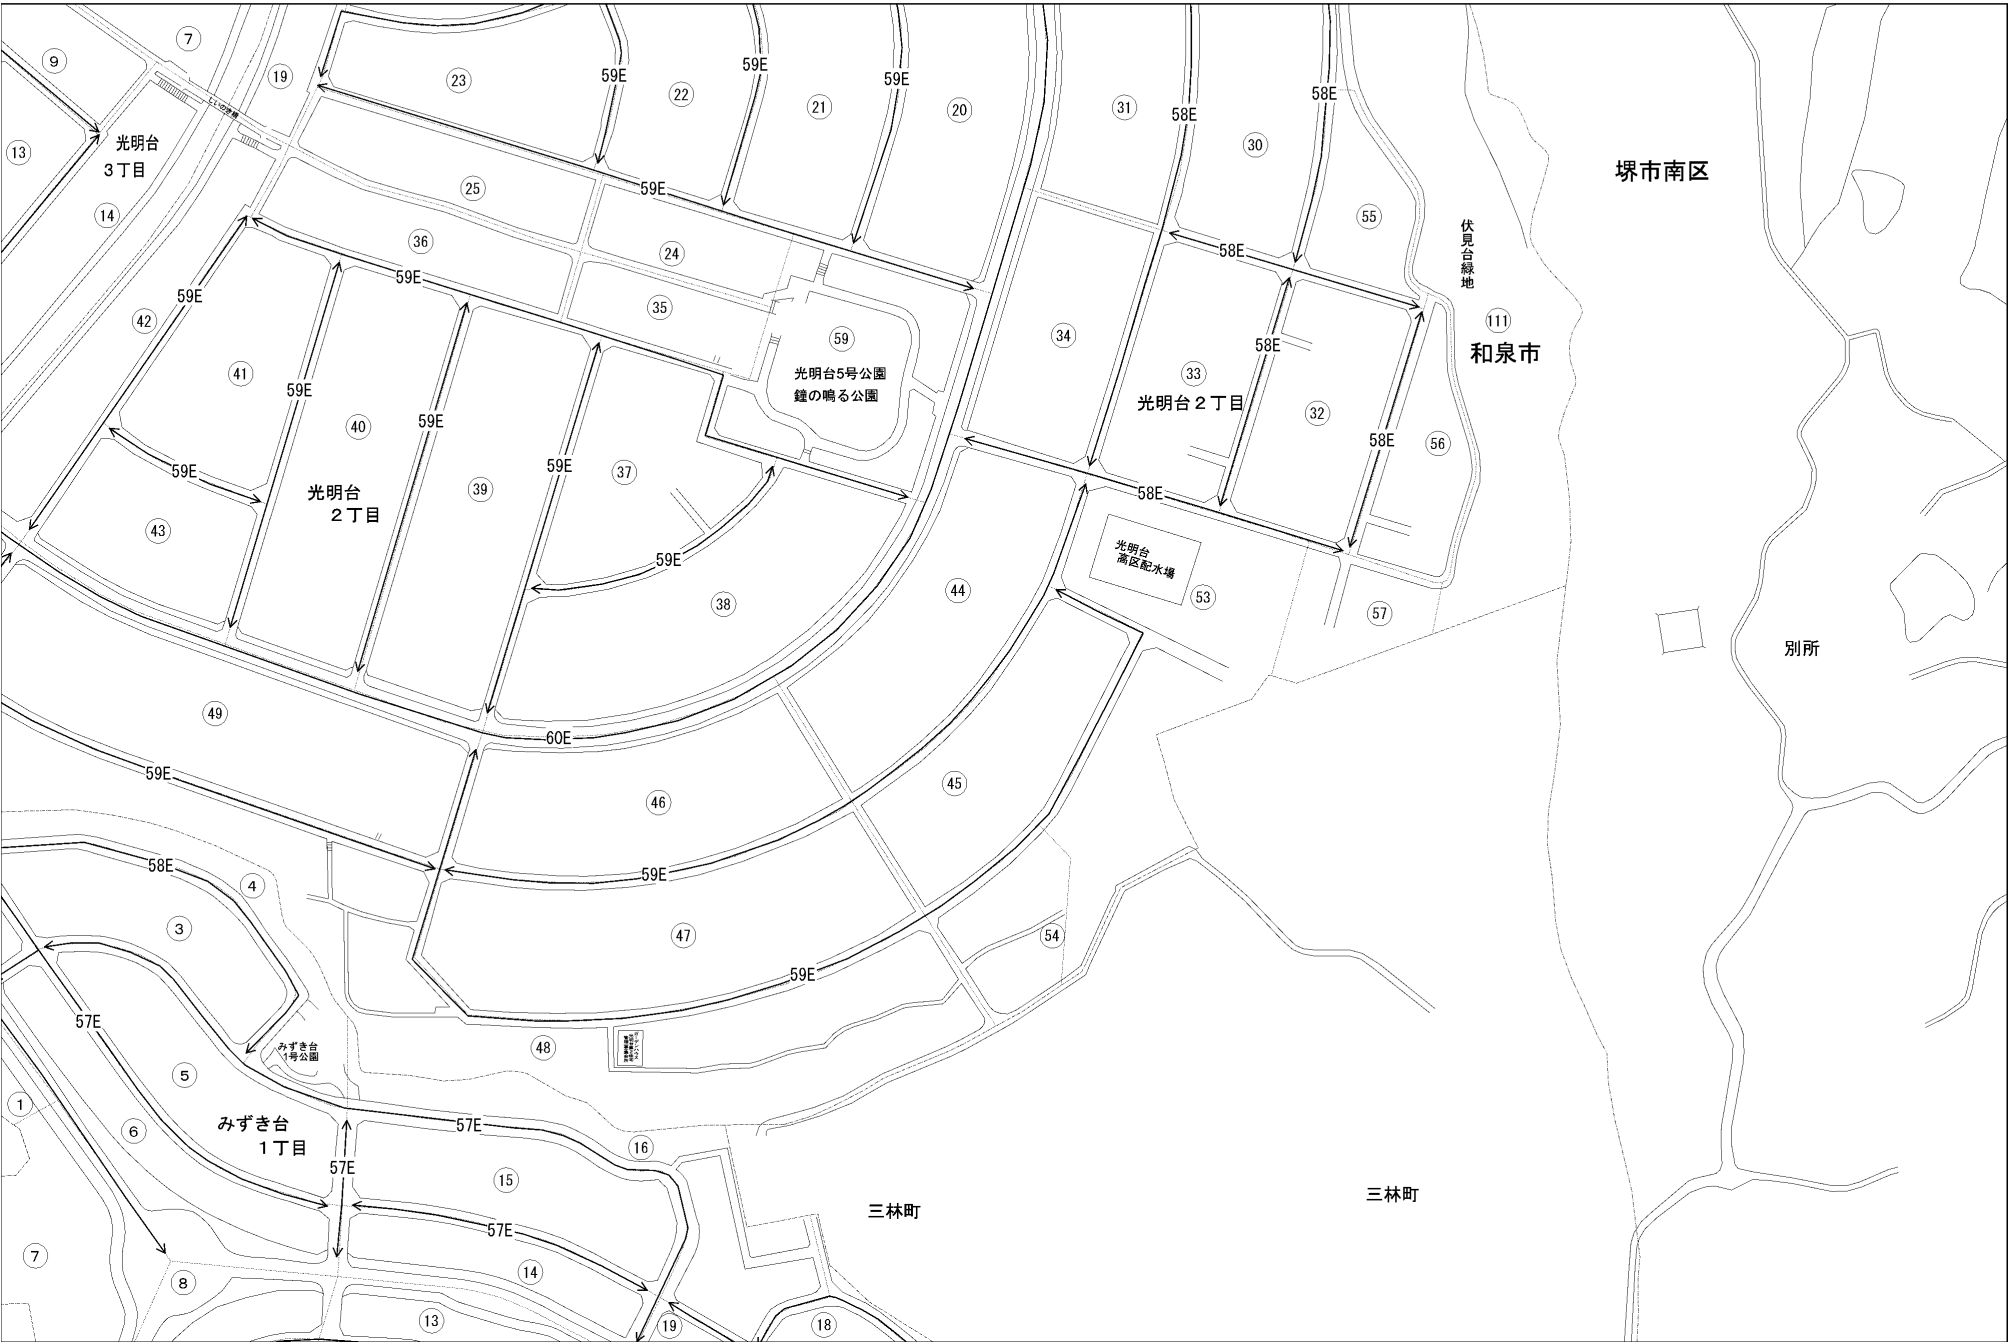 7
9
19
23
59E
22
59E
21
59E
20
31
58E
58E
30
13
光明台
3丁目
14
25
59E
堺市南区
55
伏見台緑地
36
59E
24
58E
59E
42
35
59
34
111
和泉市
58E
41
59E
光明台5号公園
鐘の鳴る公園
33
光明台2丁目
40
59E
32
58E
56
59E
43
光明台
2丁目
39
59E
37
58E
光明台
高区配水場
59E
38
44
53
57
別所
49
60E
59E
46
45
58E
4
59E
3
47
54
59E
57E
48
みずき台
1号公園
5
1
6
みずき台
1丁目
57E
16
57E
15
三林町
三林町
57E
7
8
14
13
19
18